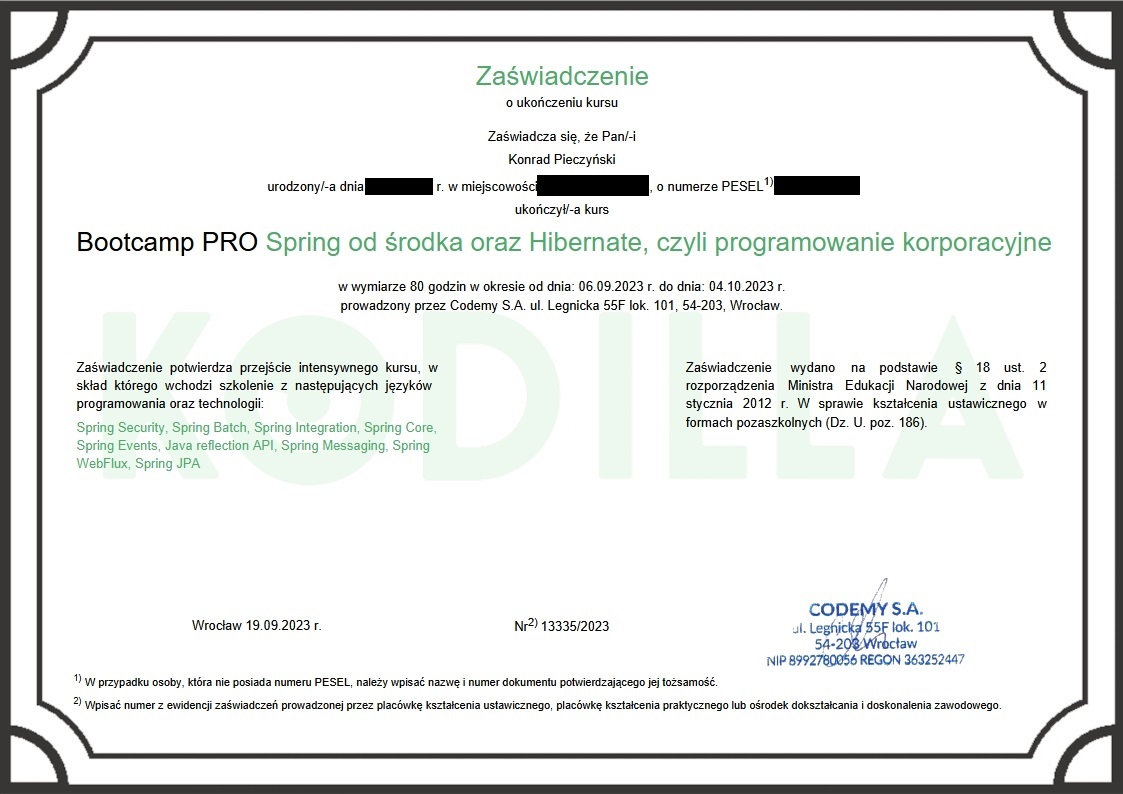 Zaświadczenie
o ukończeniu kursu
Zaświadcza się, że Pan/-i
Konrad Pieczyński
urodzony/-a dnia r. w miejscowości , o numerze PESEL1)
ukończył/-a kurs
Bootcamp PRO Spring od środka oraz Hibernate, czyli programowanie korporacyjne
w wymiarze 80 godzin w okresie od dnia: 06.09.2023 r. do dnia: 04.10.2023 r.
prowadzony przez Codemy S.A. ul. Legnicka 55F lok. 101, 54-203, Wrocław.
KODILLA
Zaświadczenie potwierdza przejście intensywnego kursu, w
skład którego wchodzi szkolenie z następujących języków
programowania oraz technologii:
Spring Security, Spring Batch, Spring Integration, Spring Core,
Spring Events, Java reflection API, Spring Messaging, Spring
WebFlux, Spring JPA
Zaświadczenie wydano na podstawie § 18 ust. 2
rozporządzenia Ministra Edukacji Narodowej z dnia 11
stycznia 2012 r. W sprawie kształcenia ustawicznego w
formach pozaszkolnych (Dz. U. poz. 186).
Wrocław 19.09.2023 r.
Nr2) 13335/2023
CODEMY S.A.
ul. Legnicka 55F lok. 101
54-203 Wrocław
NIP 8992780056 REGON 363252447
1) W przypadku osoby, która nie posiada numeru PESEL, należy wpisać nazwę i numer dokumentu potwierdzającego jej tożsamość.
2) Wpisać numer z ewidencji zaświadczeń prowadzonej przez placówkę kształcenia ustawicznego, placówkę kształcenia praktycznego lub ośrodek dokształcania i doskonalenia zawodowego.